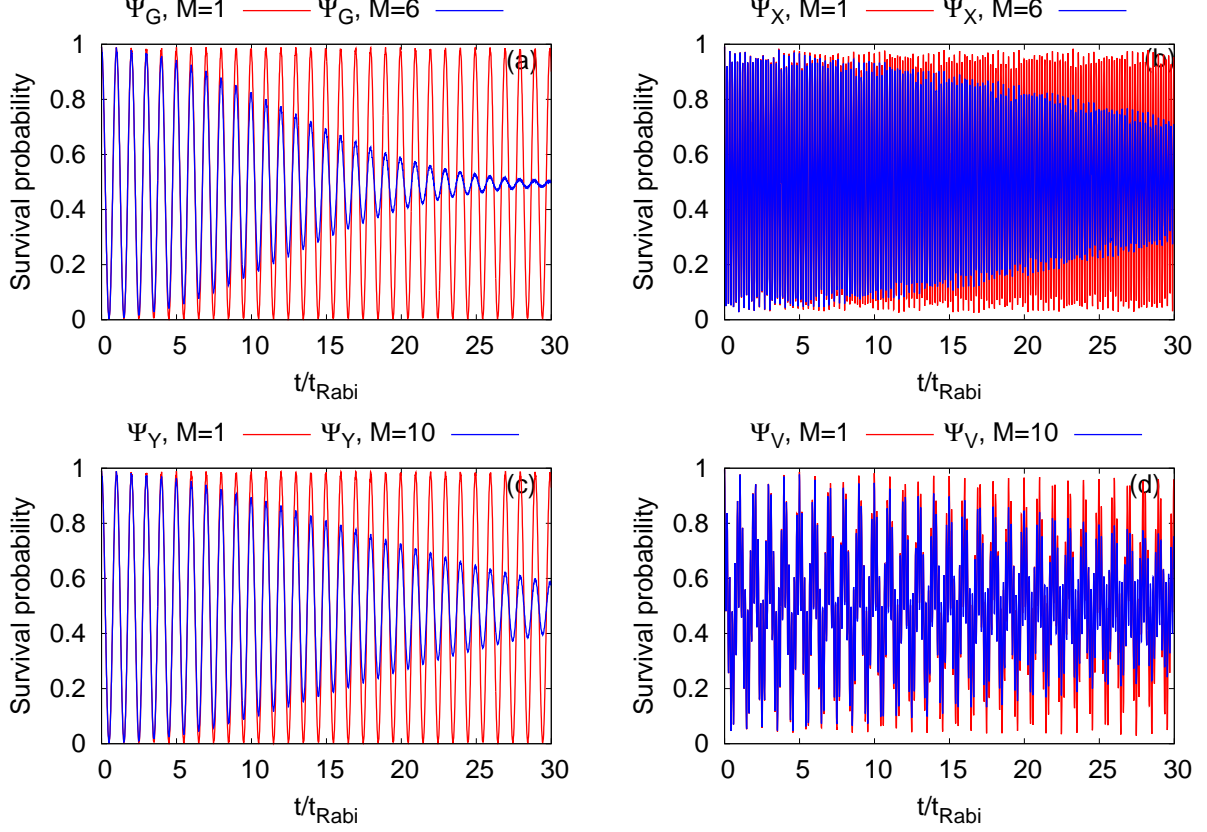 Ψ_G, M=1 Ψ_G, M=6
Ψ_X, M=1 Ψ_X, M=6
(a)
(b)
Survival probability
0 0.2 0.4 0.6 0.8 1
0 5 10 15 20 25 30
t/t_Rabi
Survival probability
0 0.2 0.4 0.6 0.8 1
0 5 10 15 20 25 30
t/t_Rabi
Ψ_Y, M=1 Ψ_Y, M=10
Ψ_V, M=1 Ψ_V, M=10
(c)
(d)
Survival probability
0 0.2 0.4 0.6 0.8 1
0 5 10 15 20 25 30
t/t_Rabi
Survival probability
0 0.2 0.4 0.6 0.8 1
0 5 10 15 20 25 30
t/t_Rabi